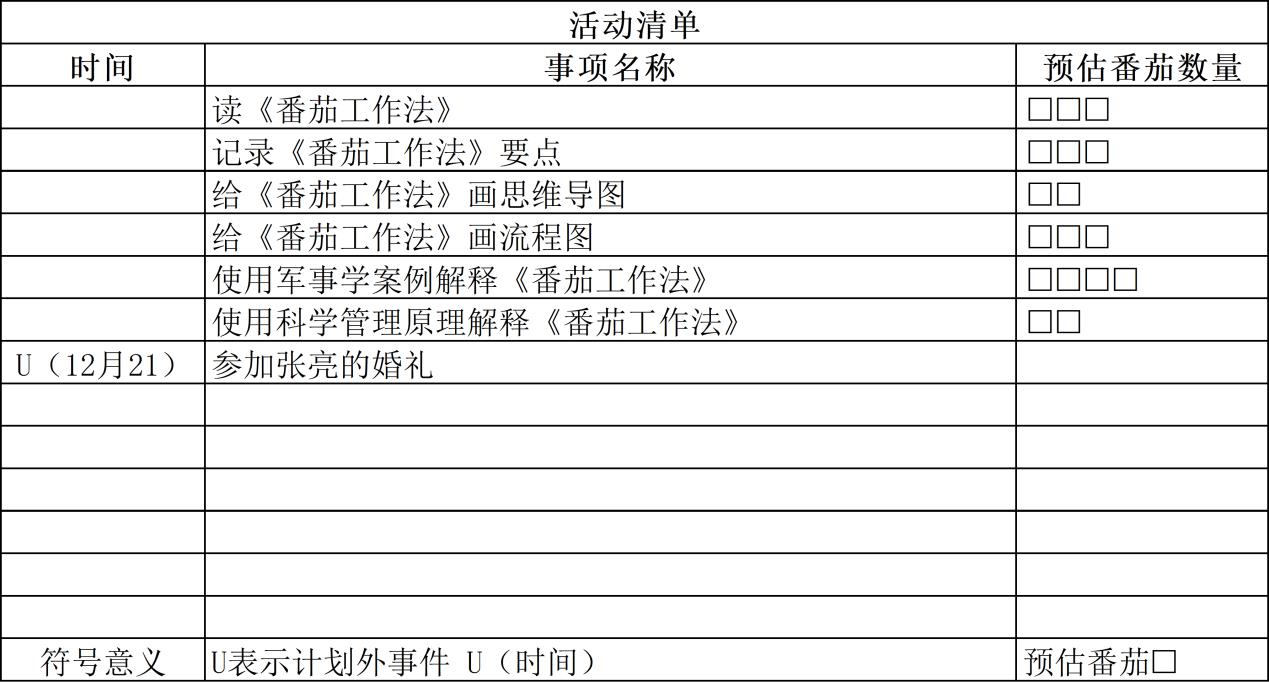 活动清单
时间 事项名称 预估番茄数量
读《番茄工作法》 □□□
记录《番茄工作法》要点 □□□
给《番茄工作法》画思维导图 □□
给《番茄工作法》画流程图 □□□
使用军事学案例解释《番茄工作法》 □□□□
使用科学管理原理解释《番茄工作法》 □□
U（12月21） 参加张亮的婚礼
符号意义 U表示计划外事件 U（时间） 预估番茄□